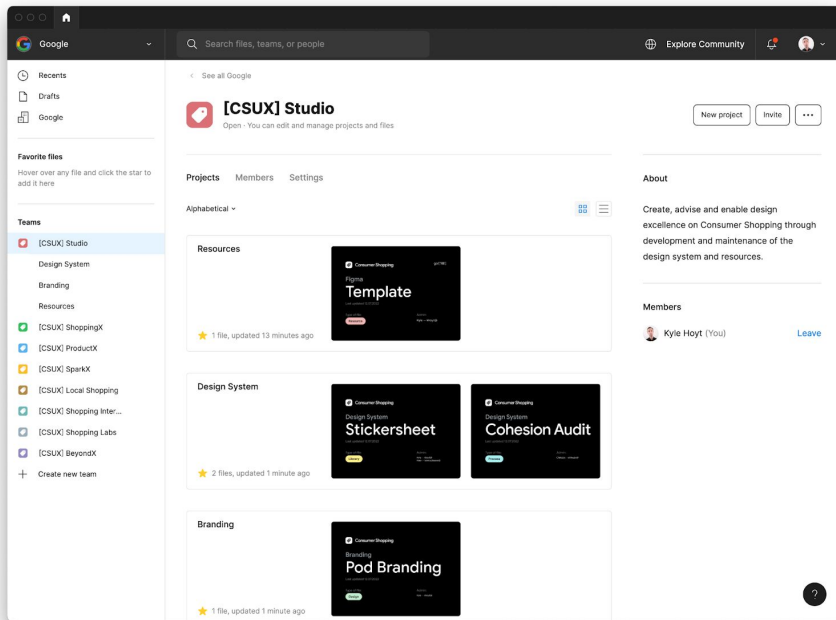 Google
Search files, teams, or people
Explore Community
Recents
Drafts
Google
Favorite files
Hover over any file and click the star to
add it here
Teams
[CSUX] Studio
Design System
Branding
Resources
[CSUX] ShoppingX
[CSUX] ProductX
[CSUX] SparkX
[CSUX] Local Shopping
[CSUX] Shopping Inter...
[CSUX] Shopping Labs
[CSUX] BeyondX
Create new team
See all Google
[CSUX] Studio
Open · You can edit and manage projects and files
New project
Invite
Projects
Members
Settings
Alphabetical
Resources
1 file, updated 13 minutes ago
Consumer Shopping
Figma
Template
Design System
2 files, updated 1 minute ago
Consumer Shopping
Design System
Stickersheet
Consumer Shopping
Design System
Cohesion Audit
Branding
1 file, updated 1 minute ago
Consumer Shopping
Branding
Pod Branding
About
Create, advise and enable design
excellence on Consumer Shopping through
development and maintenance of the
design system and resources.
Members
Kyle Hoyt (You)
Leave
?